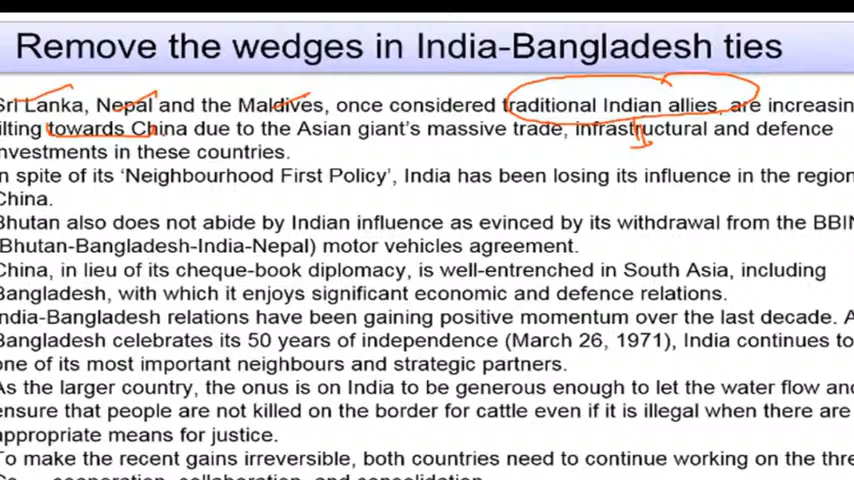 Remove the wedges in India-Bangladesh ties
Sri Lanka, Nepal and the Maldives, once considered traditional Indian allies, are increasin
ilting towards China due to the Asian giant's massive trade, infrastructural and defence
nvestments in these countries.
n spite of its 'Neighbourhood First Policy', India has been losing its influence in the region
China.
Bhutan also does not abide by Indian influence as evinced by its withdrawal from the BBIN
(Bhutan-Bangladesh-India-Nepal) motor vehicles agreement.
China, in lieu of its cheque-book diplomacy, is well-entrenched in South Asia, including
Bangladesh, with which it enjoys significant economic and defence relations.
India-Bangladesh relations have been gaining positive momentum over the last decade. A
Bangladesh celebrates its 50 years of independence (March 26, 1971), India continues to
one of its most important neighbours and strategic partners.
As the larger country, the onus is on India to be generous enough to let the water flow and
ensure that people are not killed on the border for cattle even if it is illegal when there are
appropriate means for justice.
To make the recent gains irreversible, both countries need to continue working on the thre
cooperation, collaboration, and consolidation